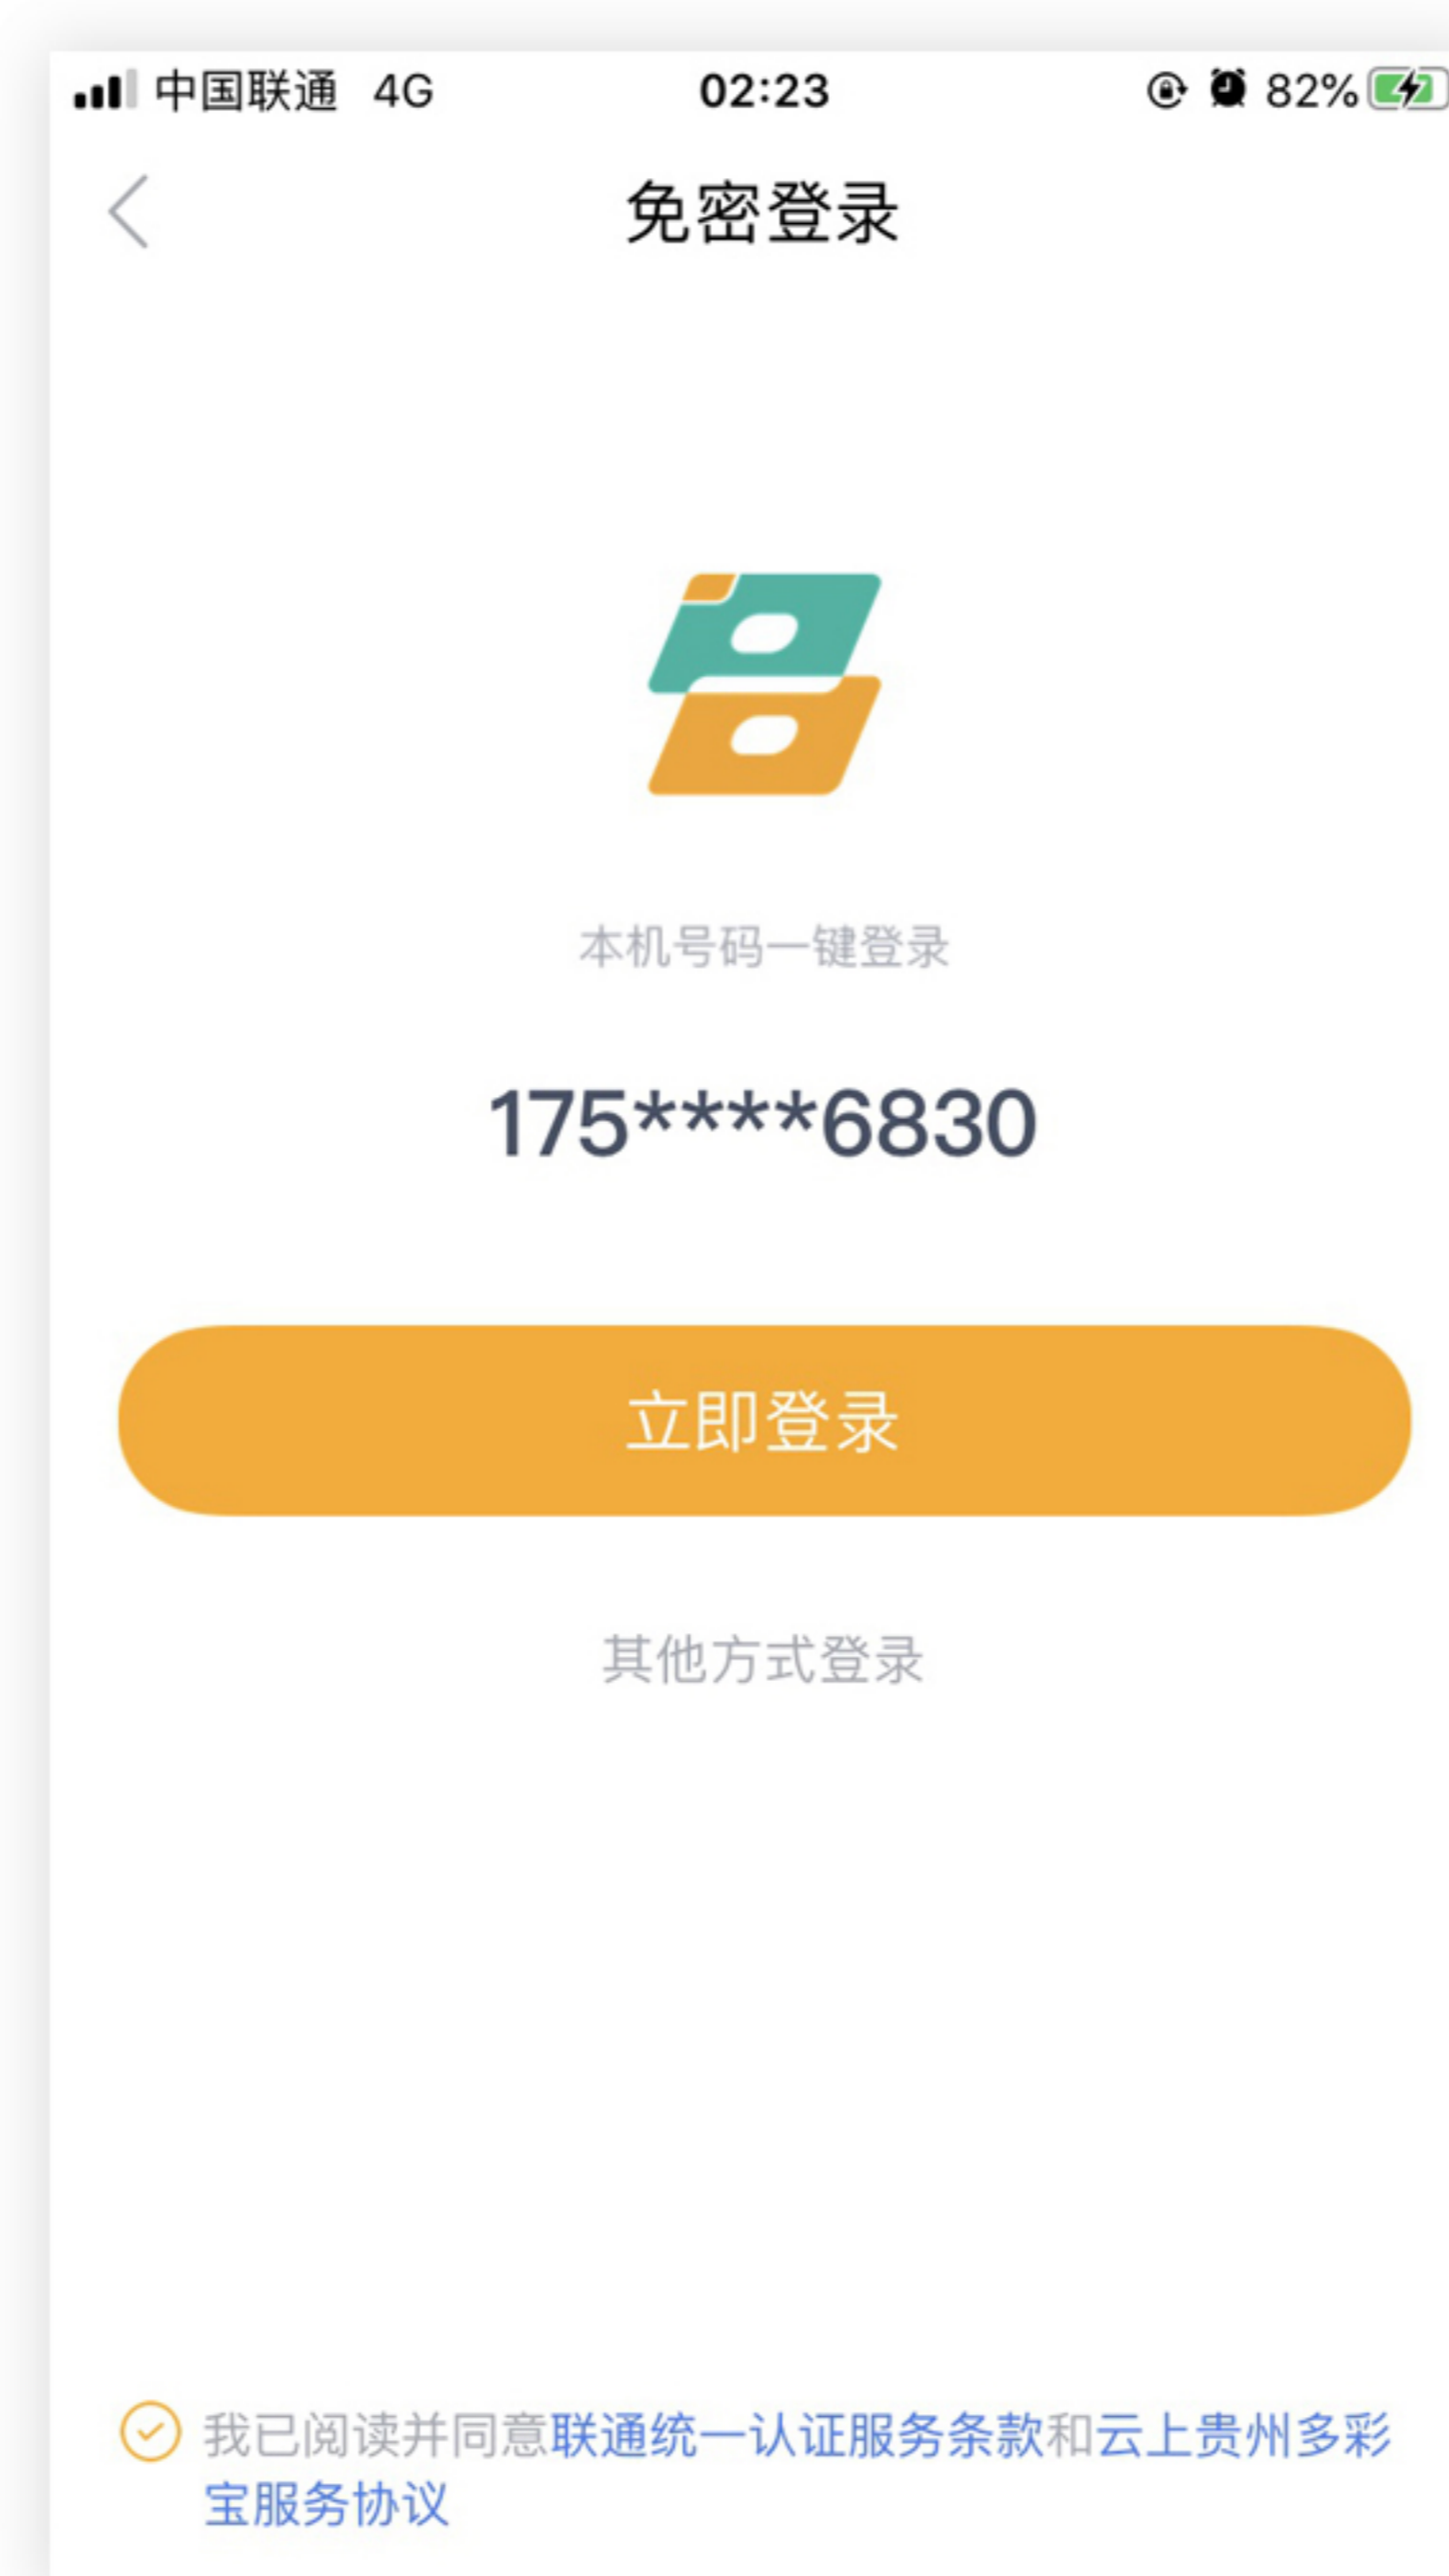 中国联通 4G 02:23 82%
免密登录
本机号码一键登录
175****6830
立即登录
其他方式登录
我已阅读并同意联通统一认证服务条款和云上贵州多彩
宝服务协议